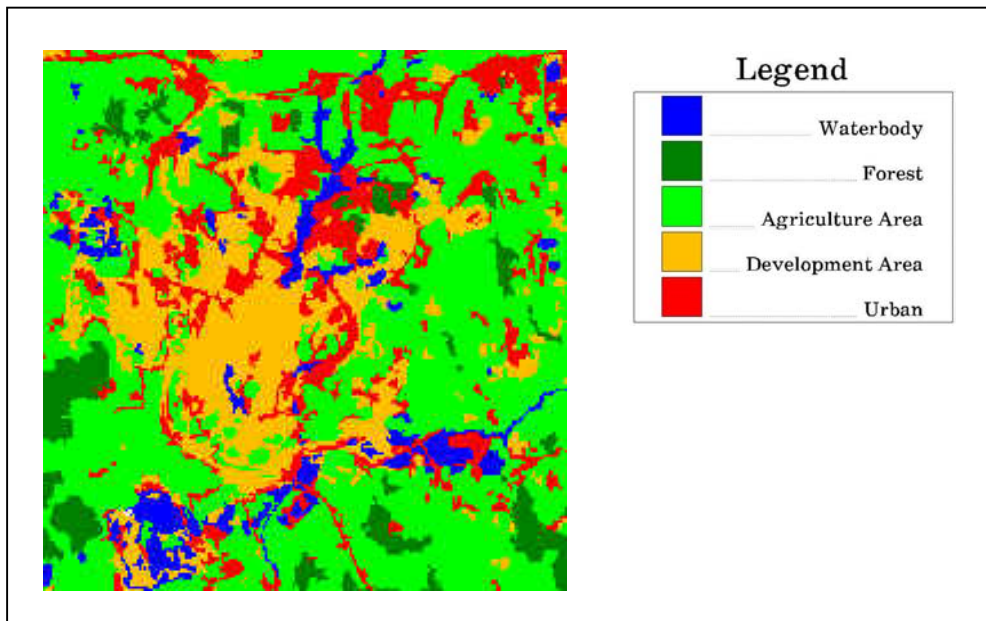 Legend
Waterbody
Forest
Agriculture Area
Development Area
Urban